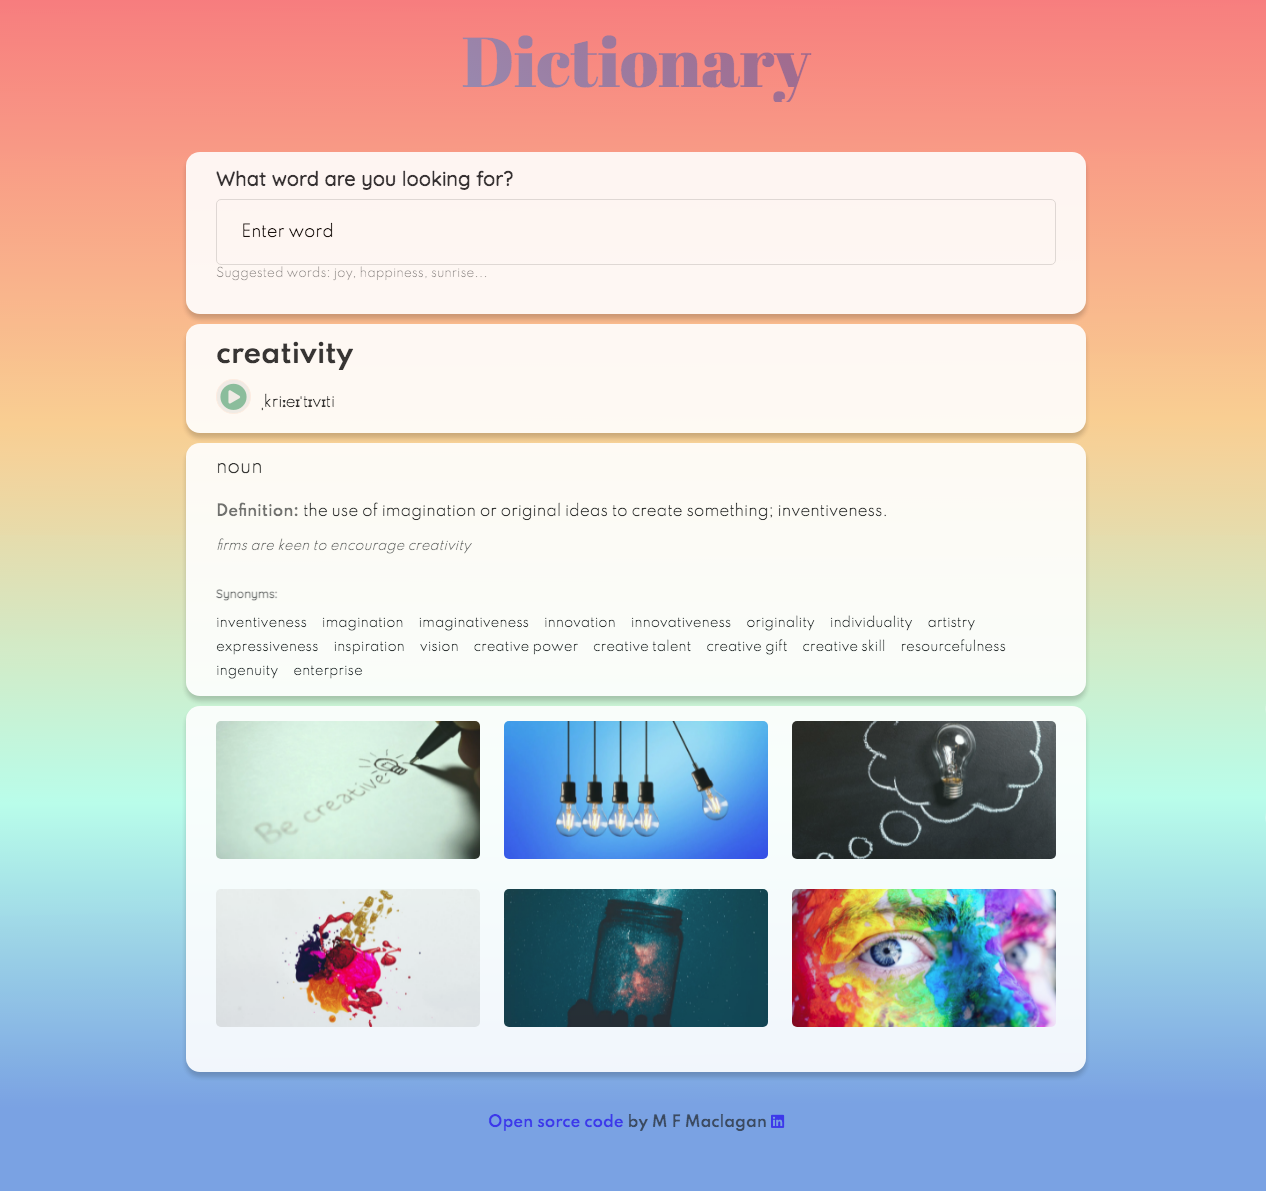 Dictionary
What word are you looking for?
Enter word
Suggested words: joy, happiness, sunrise...
creativity
ˌkriːeɪˈtɪvɪti
noun
Definition: the use of imagination or original ideas to create something; inventiveness.
firms are keen to encourage creativity
Synonyms:
inventiveness imagination imaginativeness innovation innovativeness originality individuality artistry
expressiveness inspiration vision creative power creative talent creative gift creative skill resourcefulness
ingenuity enterprise
Be creative
Open sorce code by M F Maclagan in